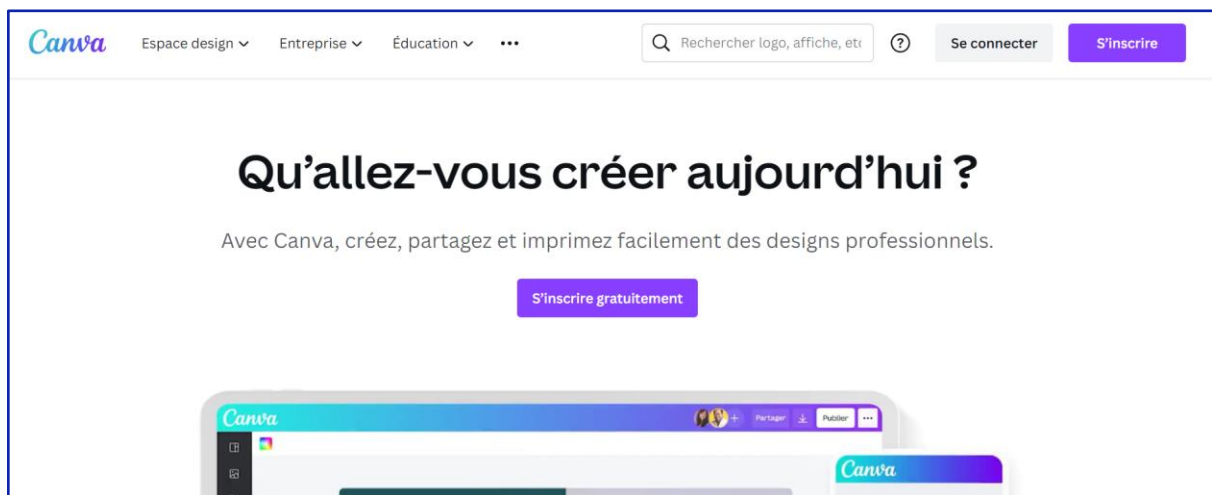 Canva Espace design Entreprise Éducation ••• Rechercher logo, affiche, etc ? Se connecter S'inscrire
Qu'allez-vous créer aujourd'hui ?
Avec Canva, créez, partagez et imprimez facilement des designs professionnels.
S'inscrire gratuitement
Canva + Partager Publier •••
Canva